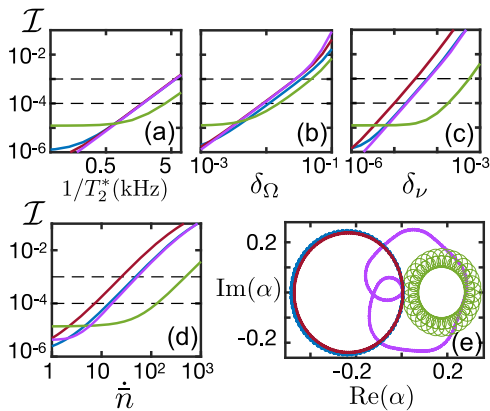 𝓘
10⁻²
10⁻⁴
10⁻⁶
(a)
0.5 5
1/T₂*(kHz)
(b)
10⁻³ 10⁻¹
δ_Ω
(c)
10⁻⁶ 10⁻³
δ_ν
𝓘
10⁻²
10⁻⁴
10⁻⁶
(d)
1 10¹ 10² 10³
ṅ̄
0.2
Im(α)
-0.2
(e)
-0.2 0.0 0.2
Re(α)